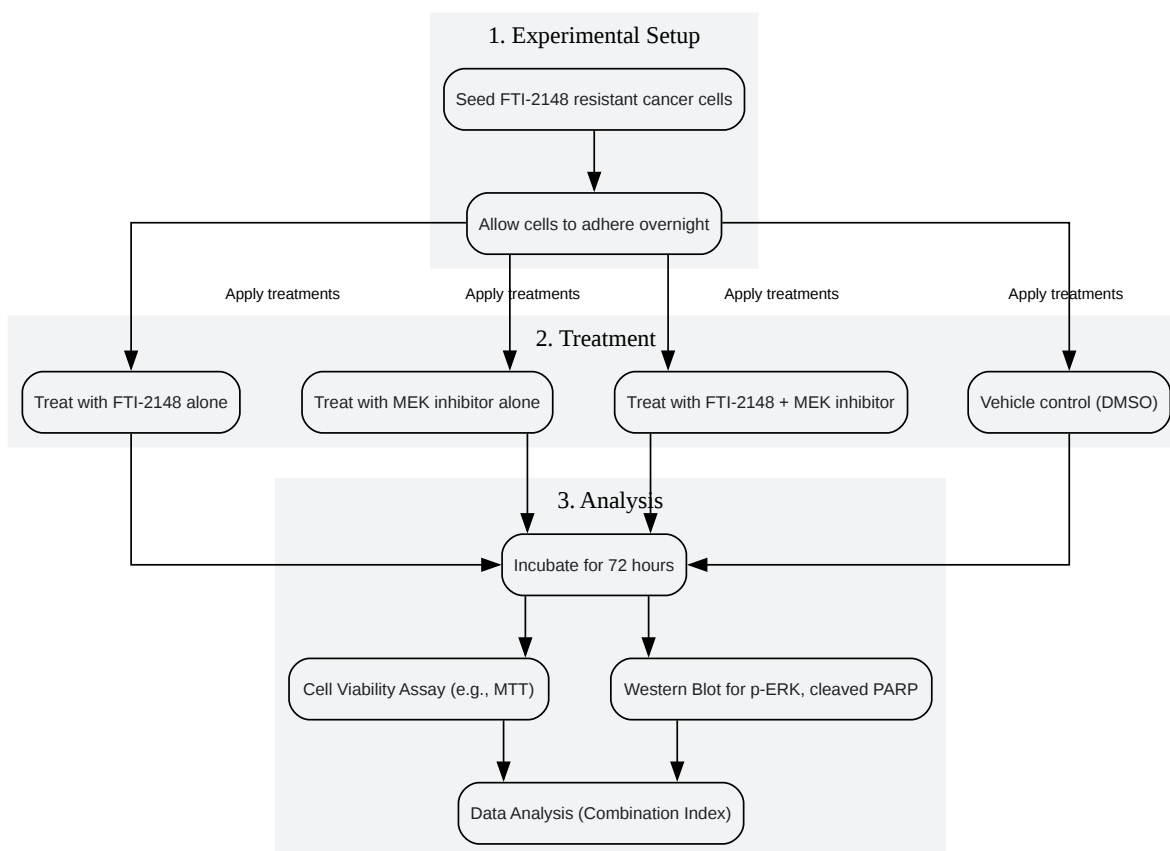 1. Experimental Setup
Seed FTI-2148 resistant cancer cells
Allow cells to adhere overnight
Apply treatments
Apply treatments
Apply treatments
Apply treatments
2. Treatment
Treat with FTI-2148 alone
Treat with MEK inhibitor alone
Treat with FTI-2148 + MEK inhibitor
Vehicle control (DMSO)
3. Analysis
Incubate for 72 hours
Cell Viability Assay (e.g., MTT)
Western Blot for p-ERK, cleaved PARP
Data Analysis (Combination Index)